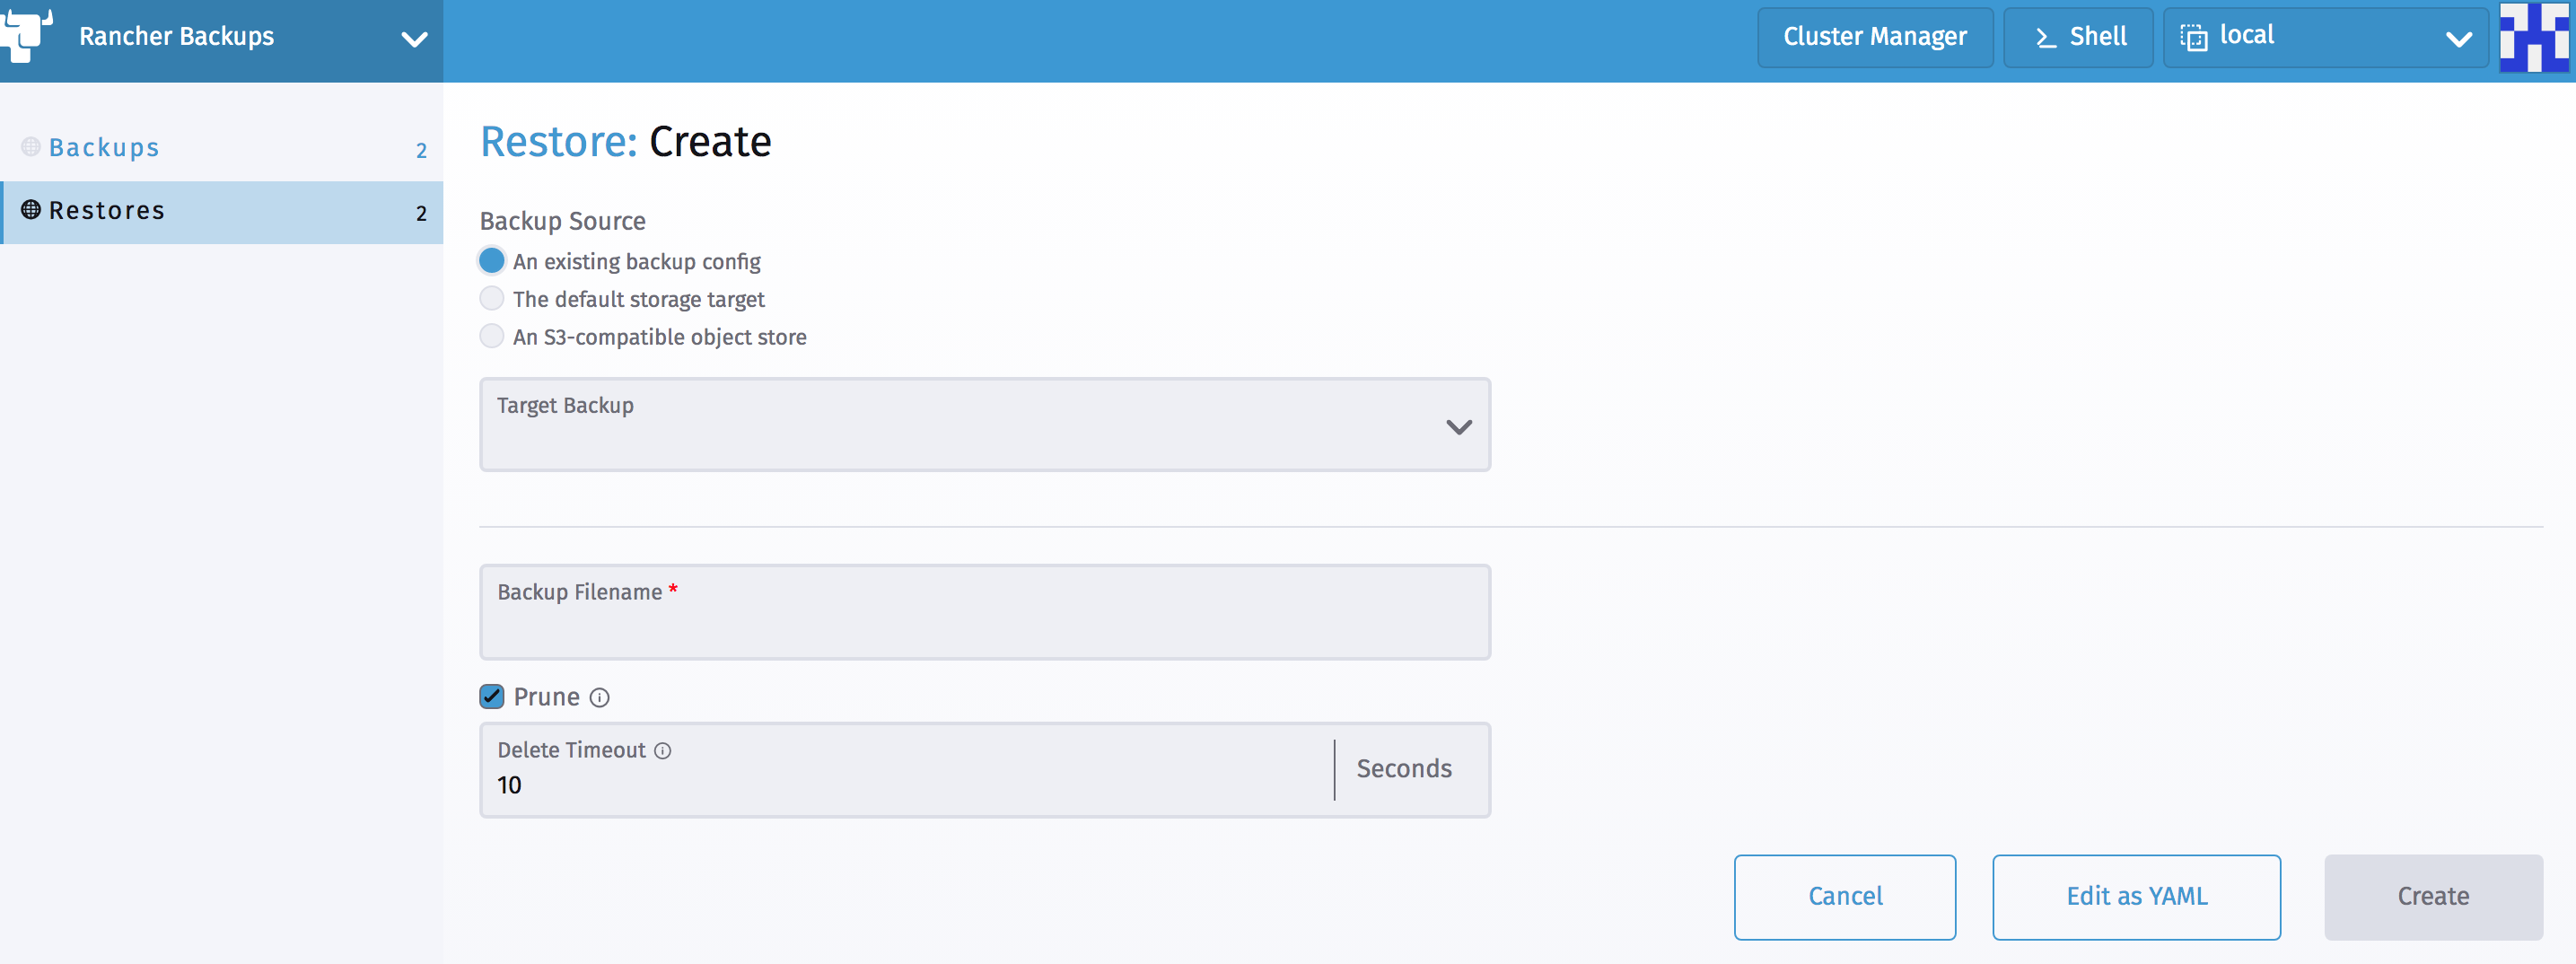 Rancher Backups
Cluster Manager
Shell
local
Backups 2
Restores 2
Restore: Create
Backup Source
An existing backup config
The default storage target
An S3-compatible object store
Target Backup
Backup Filename *
Prune
Delete Timeout
10
Seconds
Cancel
Edit as YAML
Create